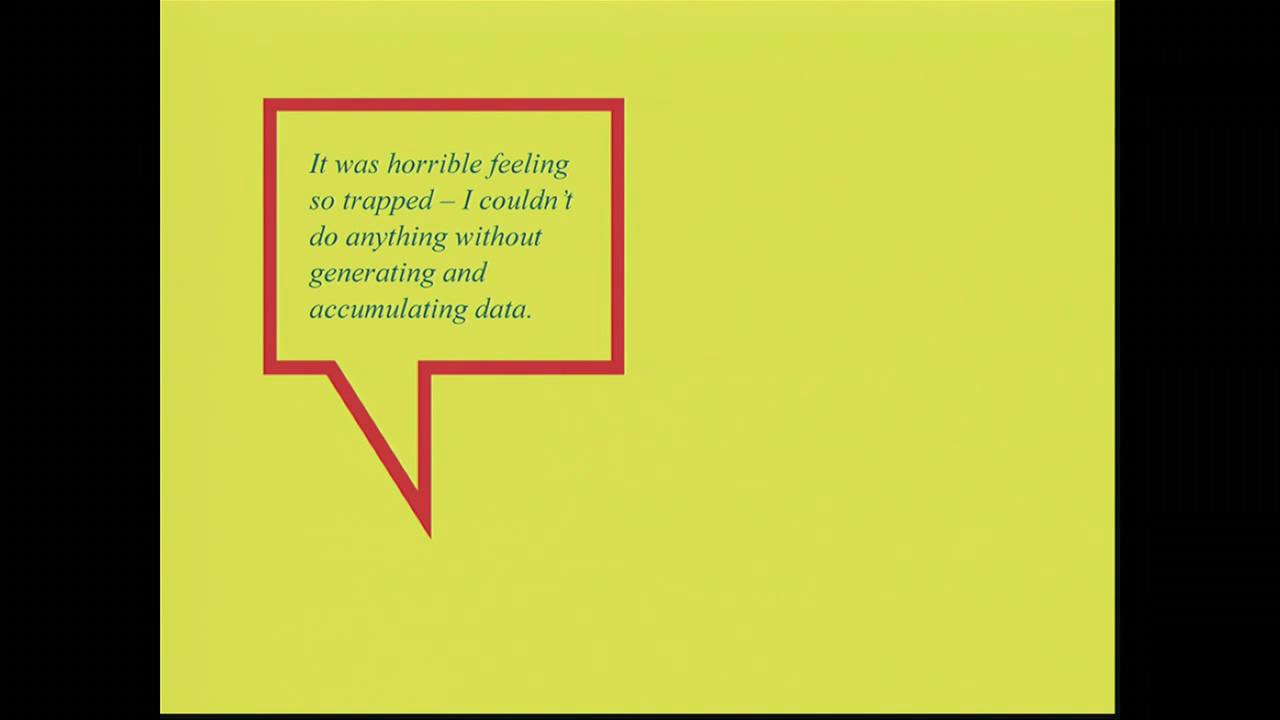 It was horrible feeling
so trapped – I couldn't
do anything without
generating and
accumulating data.